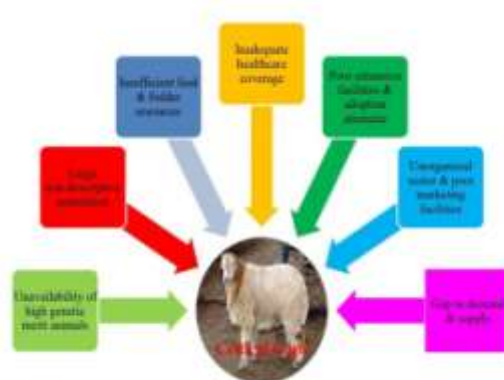 Inadequate
healthcare
coverage
Insufficient feed
& fodder
resources
Poor extension
facilities &
adoption
Unorganized
sector & poor
marketing
facilities
Large
non-descriptive
population
Unavailability of
high genetic
merit animals
Gap in demand
& supply